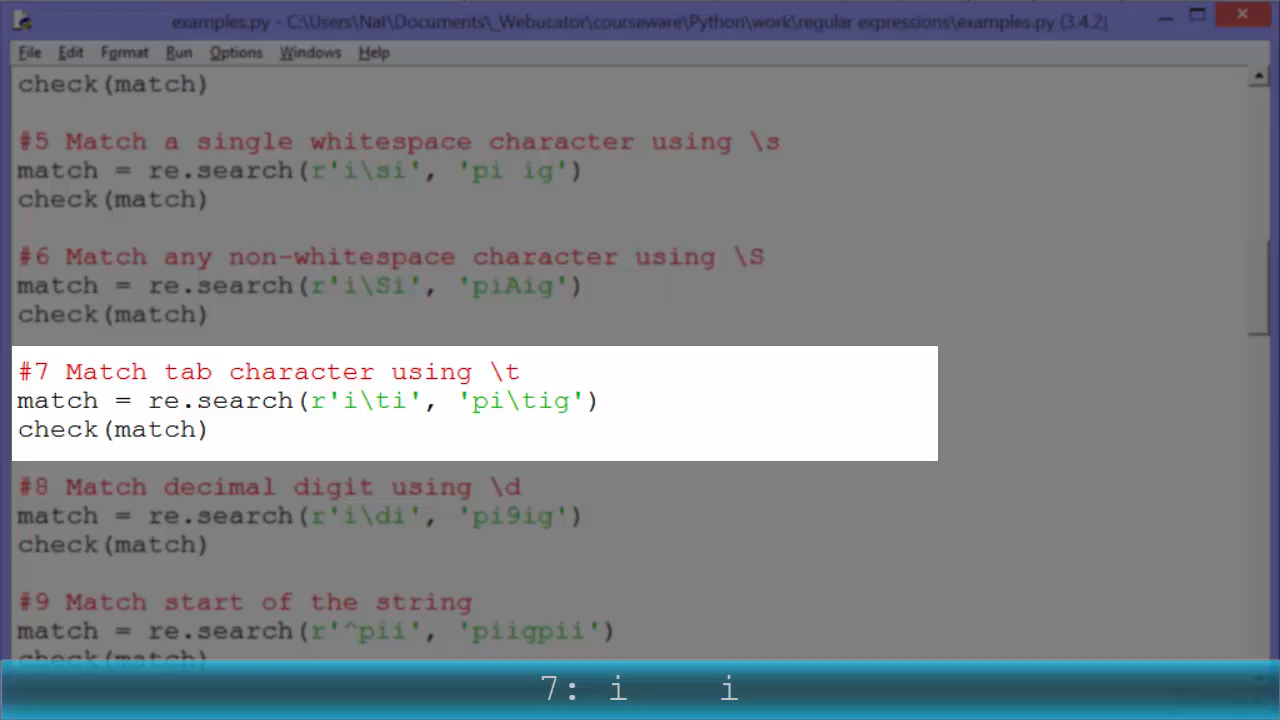 examples.py - C:\Users\Nat\Documents\_Webucator\courseware\Python\work\regular expressions\examples.py (3.4.2)
File Edit Format Run Options Windows Help
check(match)
#5 Match a single whitespace character using \s
match = re.search(r'i\si', 'pi ig')
check(match)
#6 Match any non-whitespace character using \S
match = re.search(r'i\Si', 'piAig')
check(match)
#7 Match tab character using \t
match = re.search(r'i\ti', 'pi\tig')
check(match)
#8 Match decimal digit using \d
match = re.search(r'i\di', 'pi9ig')
check(match)
#9 Match start of the string
match = re.search(r'^pii', 'piigpii')
check(match)
7: i    i